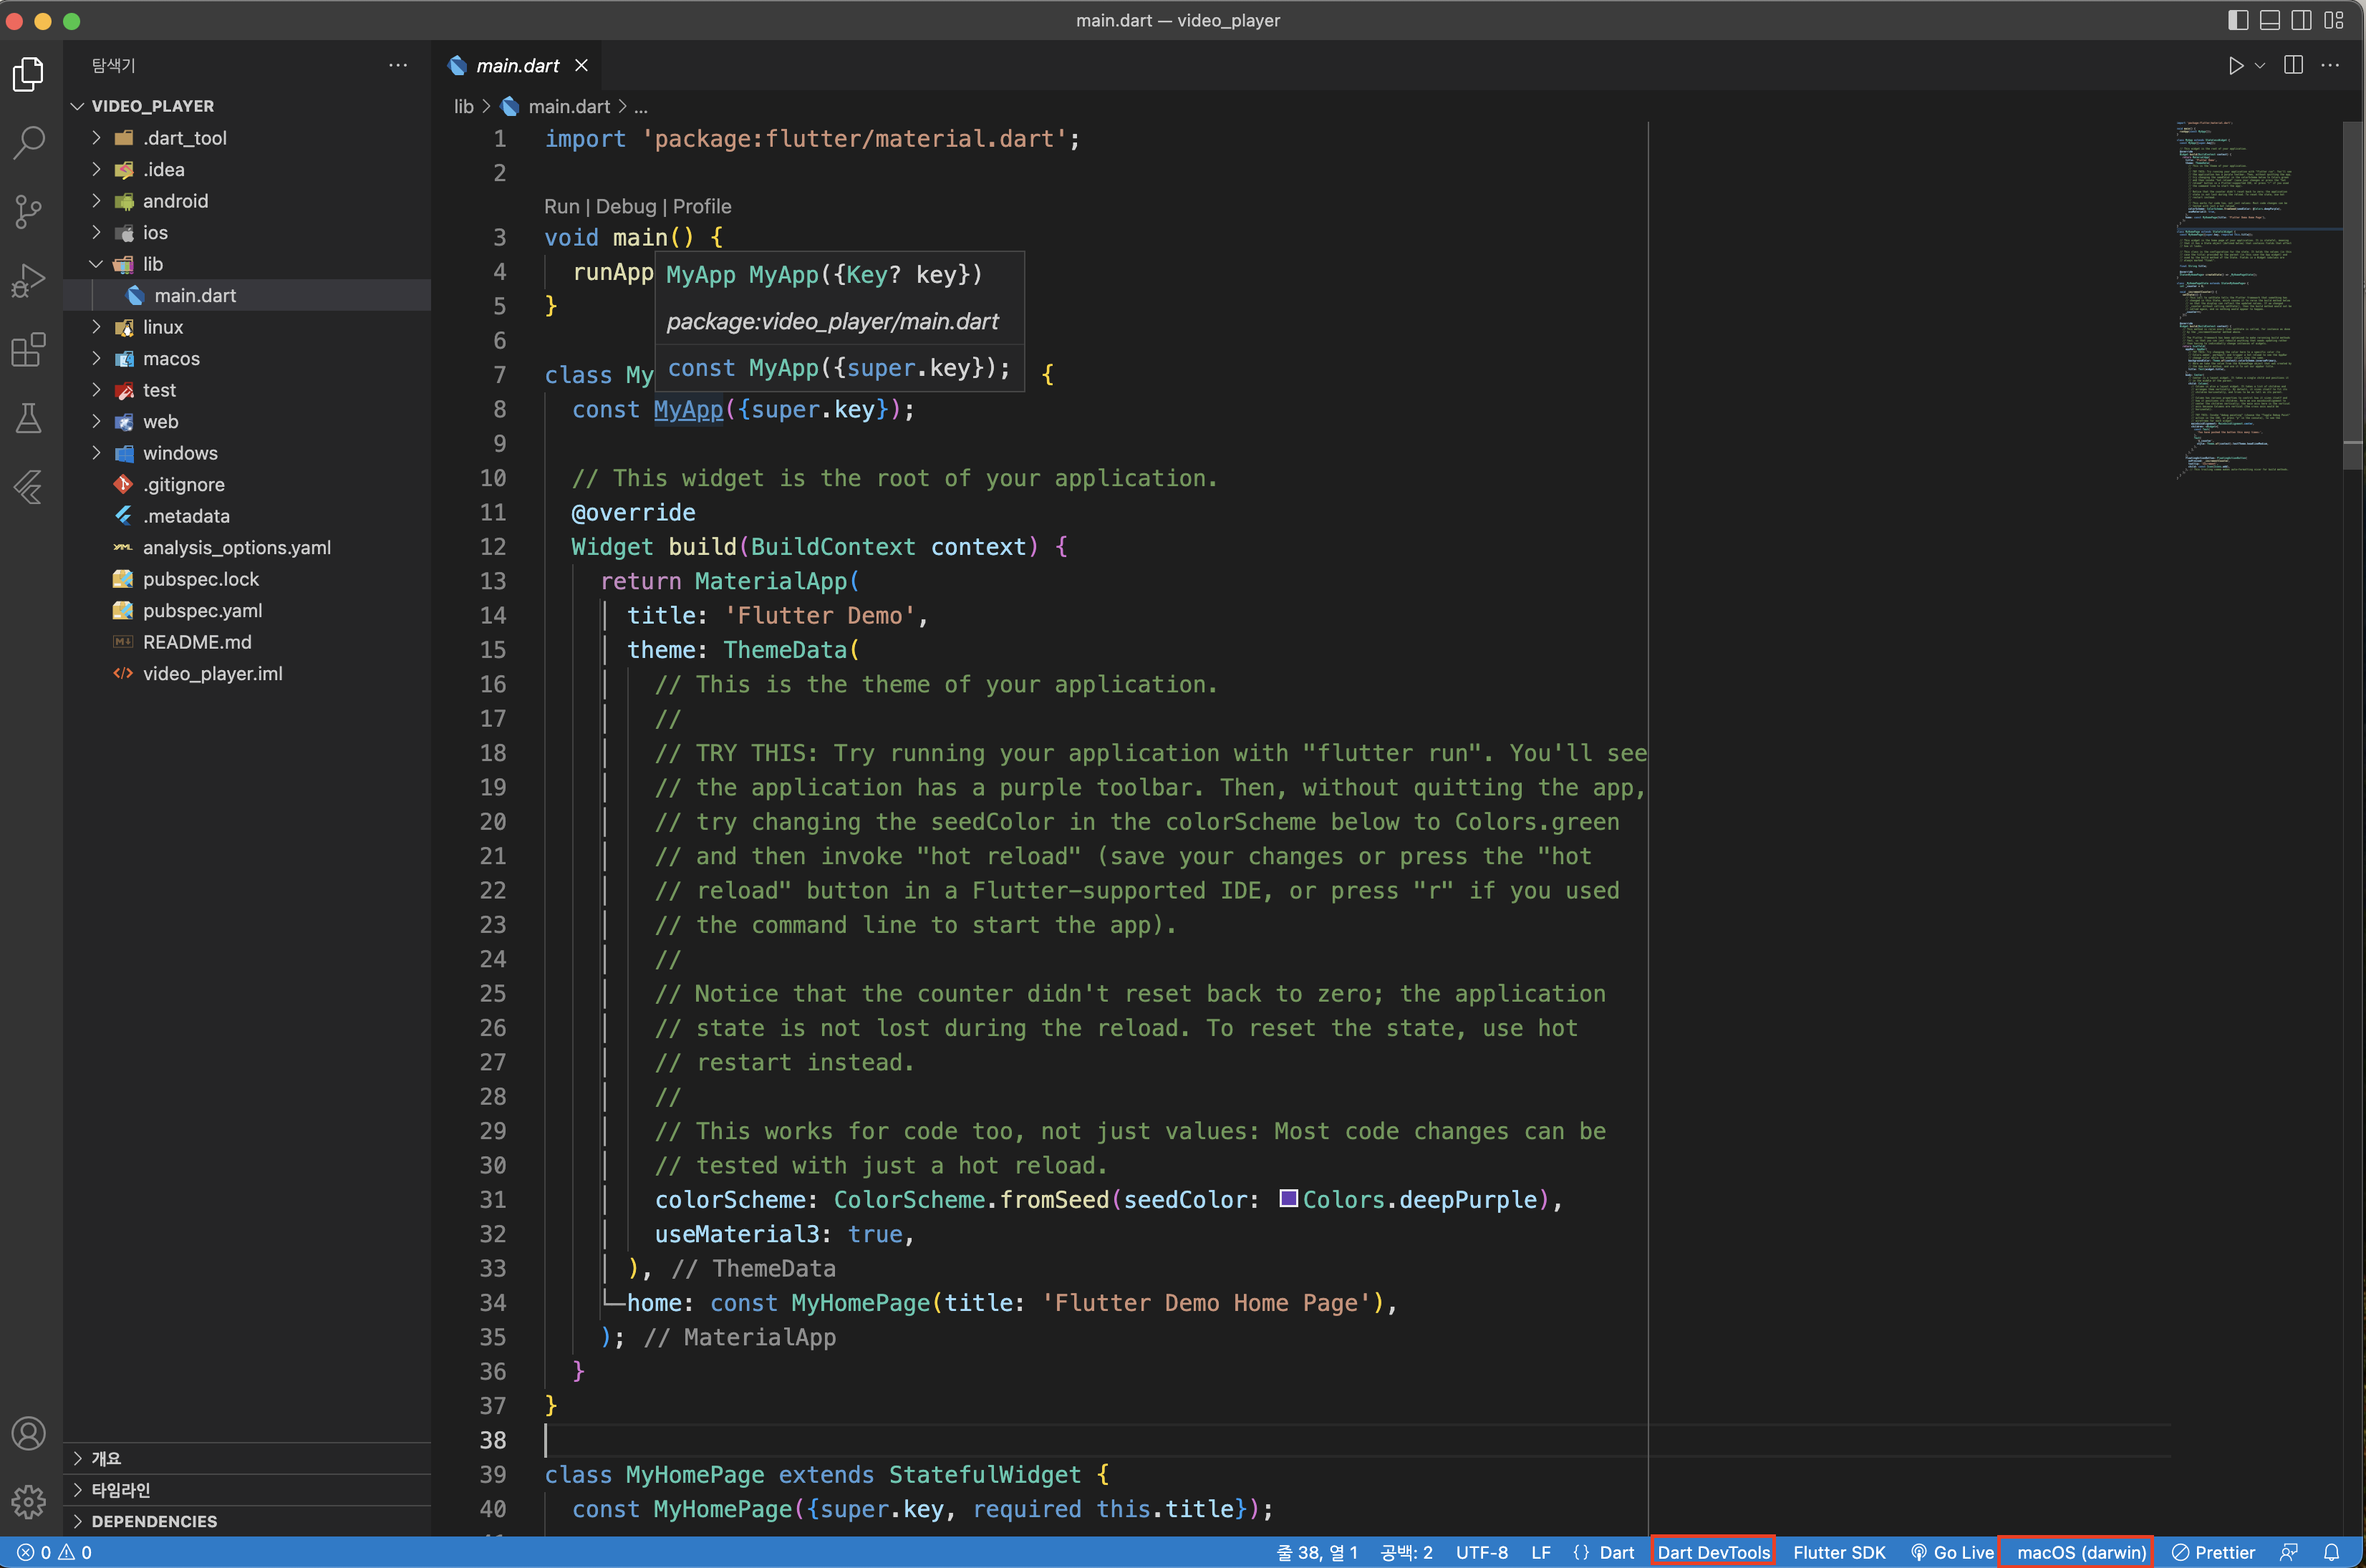 main.dart — video_player
탐색기
VIDEO_PLAYER
.dart_tool
.idea
android
ios
lib
main.dart
linux
macos
test
web
windows
.gitignore
.metadata
analysis_options.yaml
pubspec.lock
pubspec.yaml
README.md
video_player.iml
개요
타임라인
DEPENDENCIES
main.dart
lib > main.dart > ...
1 import 'package:flutter/material.dart';
2
Run | Debug | Profile
3 void main() {
4 runApp
5 }
6
MyApp MyApp({Key? key})
package:video_player/main.dart
const MyApp({super.key});
7 class My {
8 const MyApp({super.key});
9
10 // This widget is the root of your application.
11 @override
12 Widget build(BuildContext context) {
13 return MaterialApp(
14 title: 'Flutter Demo',
15 theme: ThemeData(
16 // This is the theme of your application.
17 //
18 // TRY THIS: Try running your application with "flutter run". You'll see
19 // the application has a purple toolbar. Then, without quitting the app,
20 // try changing the seedColor in the colorScheme below to Colors.green
21 // and then invoke "hot reload" (save your changes or press the "hot
22 // reload" button in a Flutter-supported IDE, or press "r" if you used
23 // the command line to start the app).
24 //
25 // Notice that the counter didn't reset back to zero; the application
26 // state is not lost during the reload. To reset the state, use hot
27 // restart instead.
28 //
29 // This works for code too, not just values: Most code changes can be
30 // tested with just a hot reload.
31 colorScheme: ColorScheme.fromSeed(seedColor: Colors.deepPurple),
32 useMaterial3: true,
33 ), // ThemeData
34 home: const MyHomePage(title: 'Flutter Demo Home Page'),
35 ); // MaterialApp
36 }
37 }
38
39 class MyHomePage extends StatefulWidget {
40 const MyHomePage({super.key, required this.title});
0 0 줄 38, 열 1 공백: 2 UTF-8 LF {} Dart Dart DevTools Flutter SDK Go Live macOS (darwin) Prettier